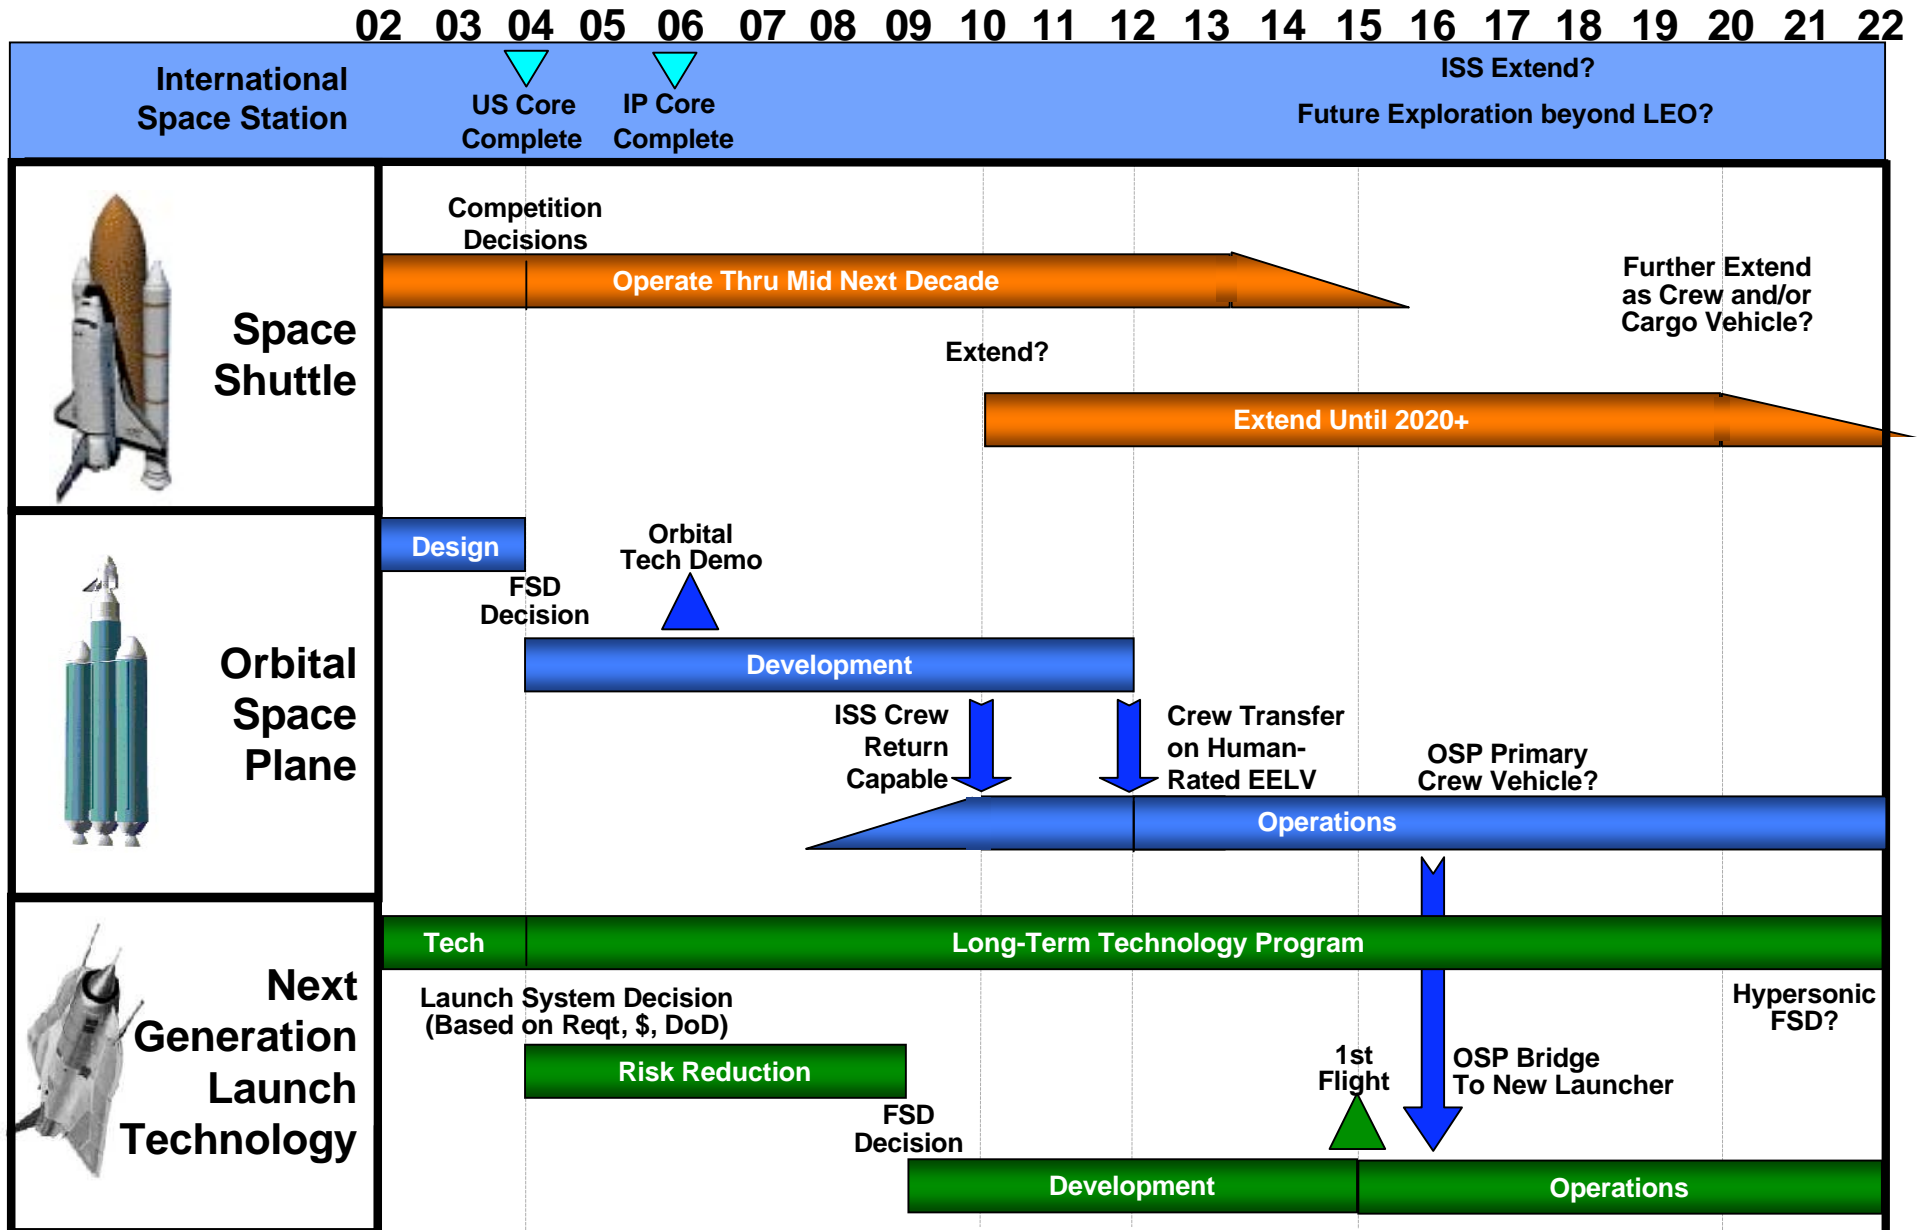 02 03 04 05 06 07 08 09 10 11 12 13 14 15 16 17 18 19 20 21 22
International
Space Station
US Core
Complete
IP Core
Complete
ISS Extend?
Future Exploration beyond LEO?
Space
Shuttle
Competition
Decisions
Operate Thru Mid Next Decade
Further Extend
as Crew and/or
Cargo Vehicle?
Extend?
Extend Until 2020+
Orbital
Space
Plane
Design
FSD
Decision
Orbital
Tech Demo
Development
ISS Crew
Return
Capable
Crew Transfer
on Human-
Rated EELV
OSP Primary
Crew Vehicle?
Operations
Next
Generation
Launch
Technology
Tech
Long-Term Technology Program
Launch System Decision
(Based on Reqt, $, DoD)
Risk Reduction
FSD
Decision
1st
Flight
OSP Bridge
To New Launcher
Hypersonic
FSD?
Development
Operations